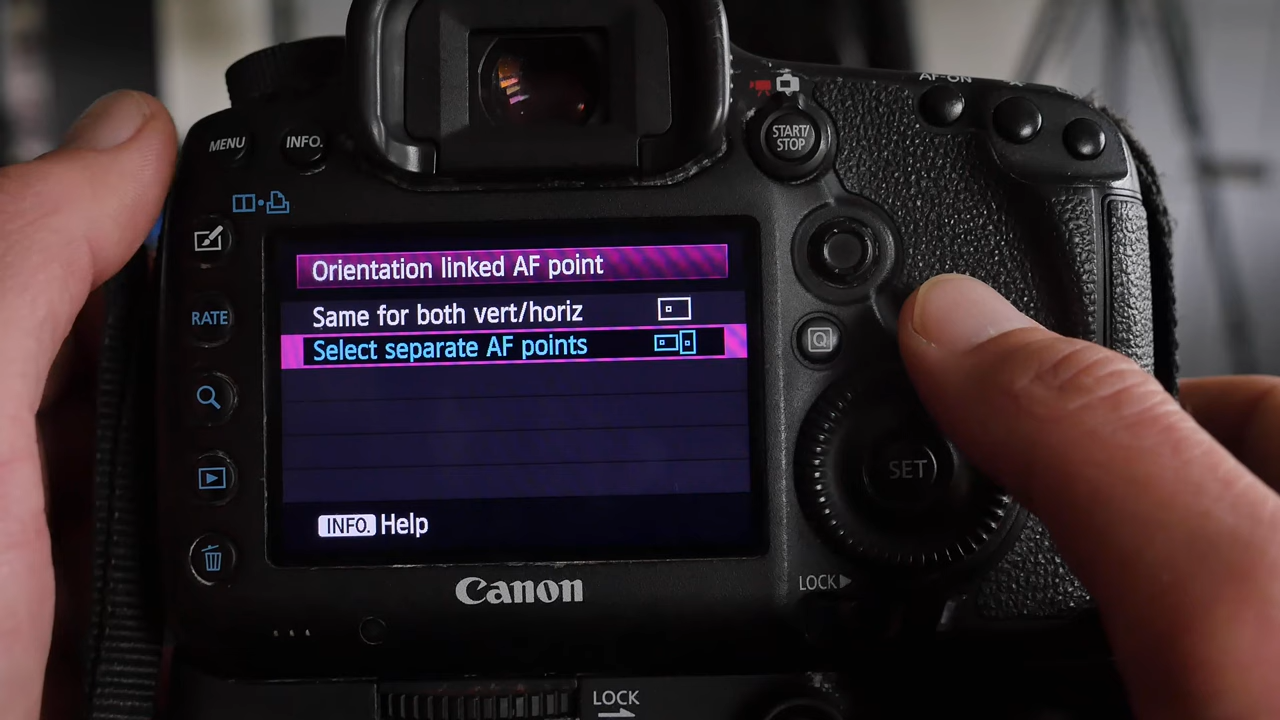 AF-ON
MENU
INFO.
START/
STOP
Orientation linked AF point
Same for both vert/horiz
Select separate AF points
RATE
Q
SET
INFO. Help
LOCK
Canon
LOCK